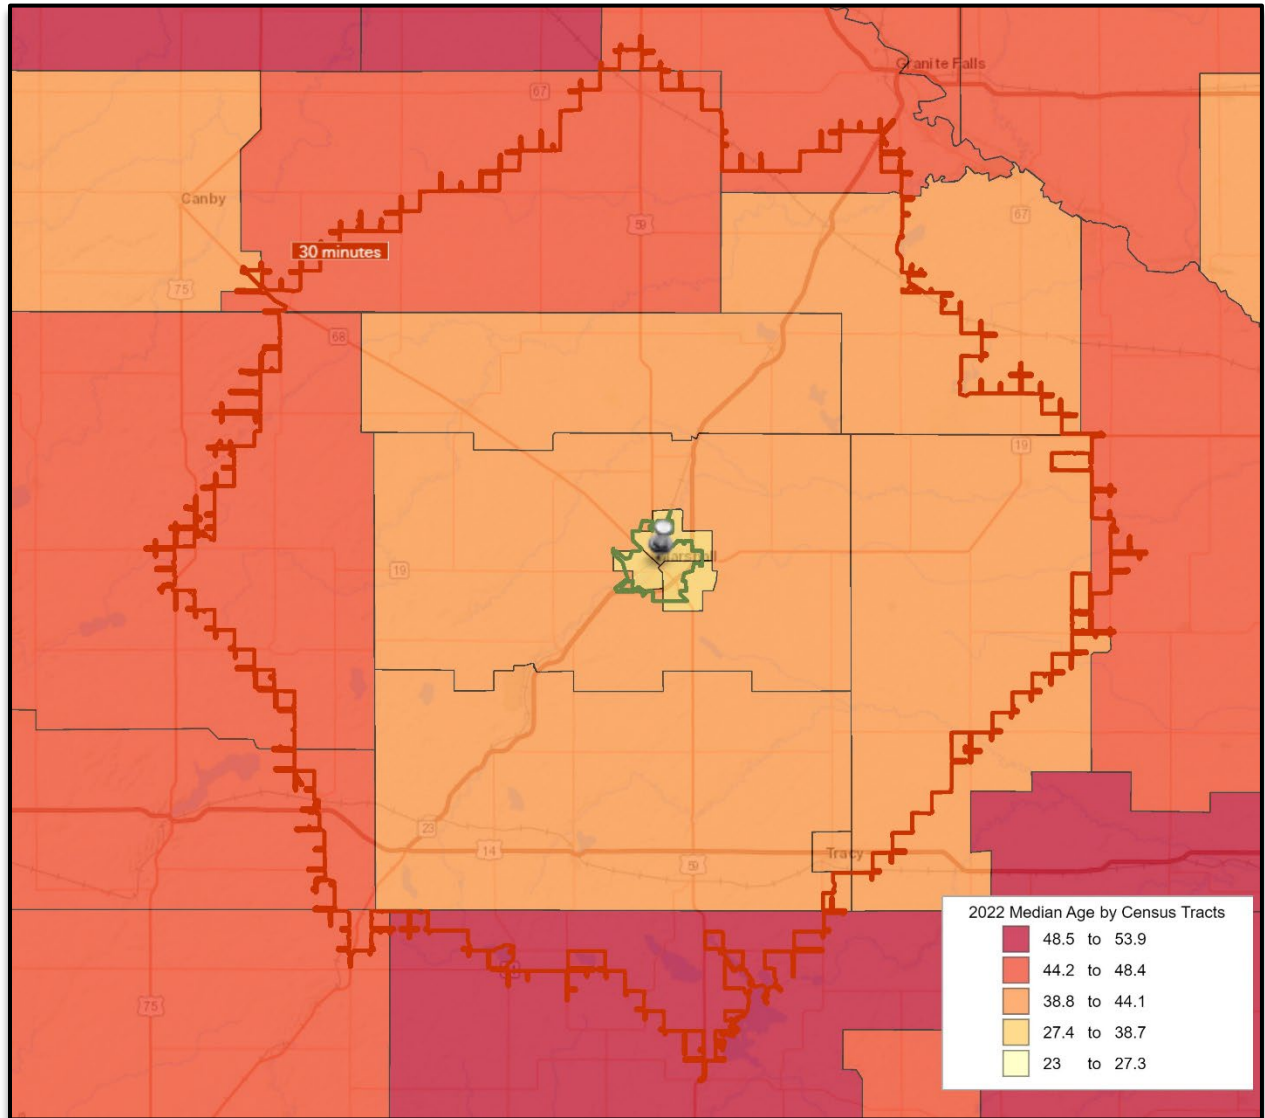 Granite Falls
67
Canby
67
59
30 minutes
75
68
19
Marshall
19
23
14
59
Tracy
2022 Median Age by Census Tracts
48.5 to 53.9
44.2 to 48.4
38.8 to 44.1
27.4 to 38.7
23 to 27.3
75